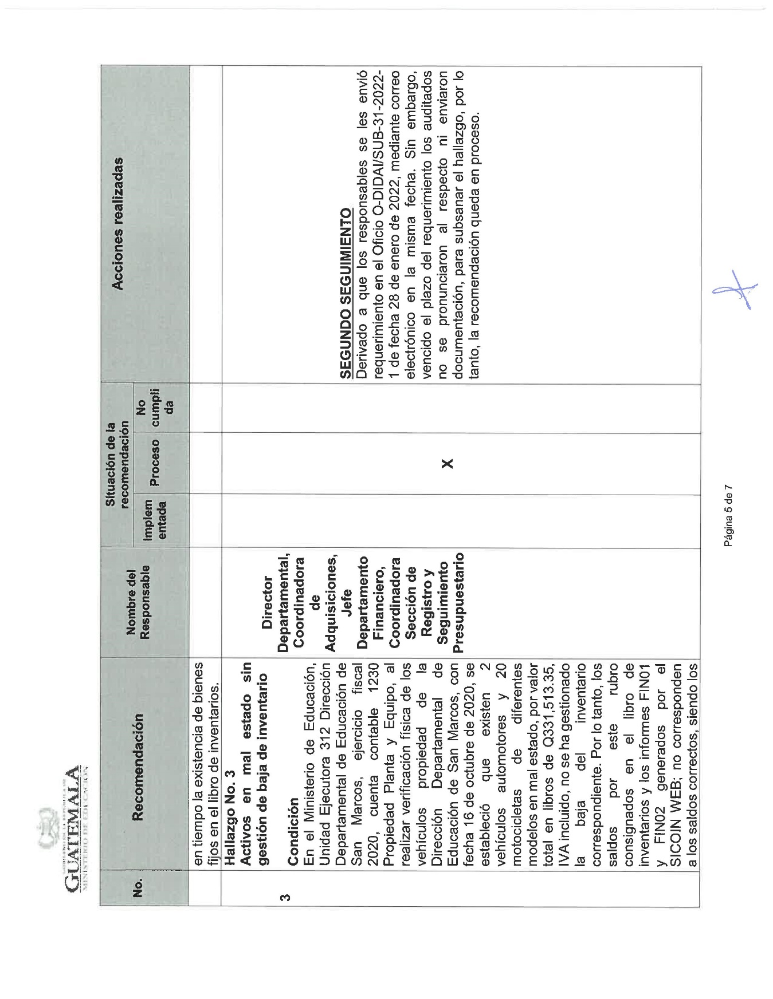 GUATEMALA
MINISTERIO DE EDUCACIÓN
No.
Recomendación
Nombre del
Responsable
Situación de la
recomendación
Implem
entada
Proceso
No
cumpli
da
Acciones realizadas
en tiempo la existencia de bienes
fijos en el libro de inventarios.
3
Hallazgo No. 3
Activos en mal estado sin
gestión de baja de inventario
Condición
En el Ministerio de Educación,
Unidad Ejecutora 312 Dirección
Departamental de Educación de
San Marcos, ejercicio fiscal
2020, cuenta contable 1230
Propiedad Planta y Equipo, al
realizar verificación física de los
vehículos propiedad de la
Dirección Departamental de
Educación de San Marcos, con
fecha 16 de octubre de 2020, se
estableció que existen 2
vehículos automotores y 20
motocicletas de diferentes
modelos en mal estado, por valor
total en libros de Q331,513.35,
IVA incluido, no se ha gestionado
la baja del inventario
correspondiente. Por lo tanto, los
saldos por este rubro
consignados en el libro de
inventarios y los informes FIN01
y FIN02 generados por el
SICOIN WEB; no corresponden
a los saldos correctos, siendo los
Director
Departamental,
Coordinadora
de
Adquisiciones,
Jefe
Departamento
Financiero,
Coordinadora
Sección de
Registro y
Seguimiento
Presupuestario
X
SEGUNDO SEGUIMIENTO
Derivado a que los responsables se les envió
requerimiento en el Oficio O-DIDAI/SUB-31-2022-
1 de fecha 28 de enero de 2022, mediante correo
electrónico en la misma fecha. Sin embargo,
vencido el plazo del requerimiento los auditados
no se pronunciaron al respecto ni enviaron
documentación, para subsanar el hallazgo, por lo
tanto, la recomendación queda en proceso.
Página 5 de 7